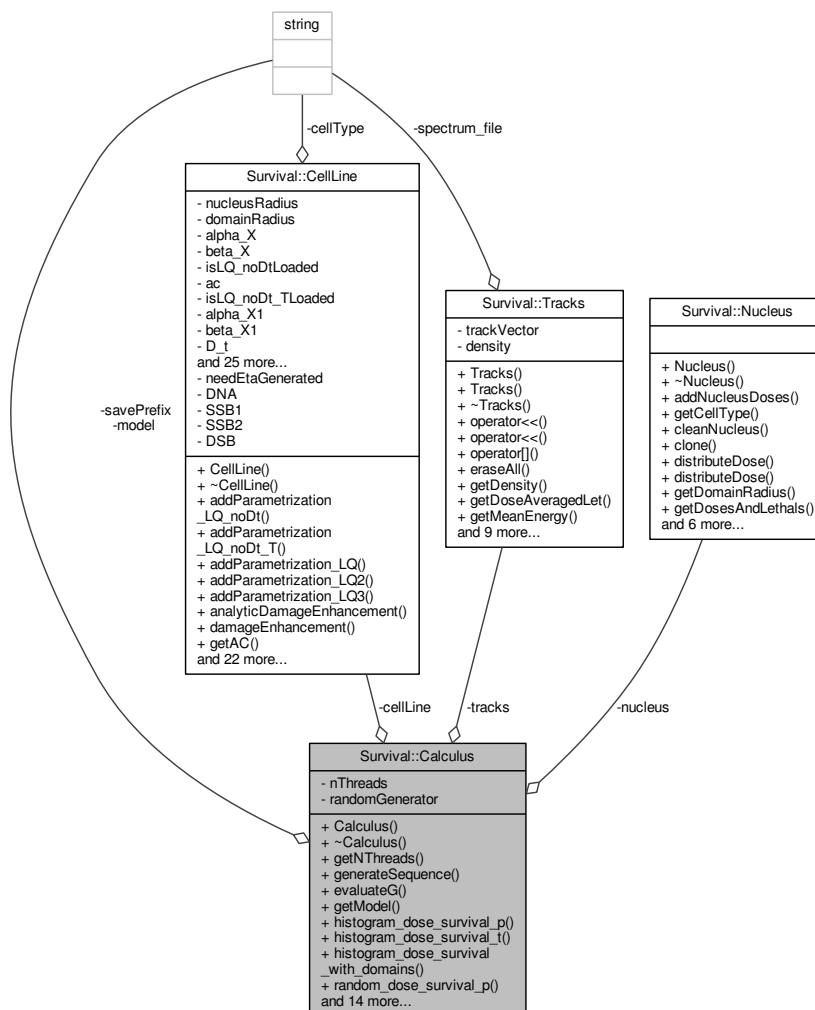 string
-cellType
-spectrum_file
Survival::CellLine
- nucleusRadius
- domainRadius
- alpha_X
- beta_X
- isLQ_noDtLoaded
- ac
- isLQ_noDt_TLoaded
- alpha_X1
- beta_X1
- D_t
and 25 more...
- needEtaGenerated
- DNA
- SSB1
- SSB2
- DSB
+ CellLine()
+ ~CellLine()
+ addParametrization
_LQ_noDt()
+ addParametrization
_LQ_noDt_T()
+ addParametrization_LQ()
+ addParametrization_LQ2()
+ addParametrization_LQ3()
+ analyticDamageEnhancement()
+ damageEnhancement()
+ getAC()
and 22 more...
Survival::Tracks
- trackVector
- density
+ Tracks()
+ Tracks()
+ ~Tracks()
+ operator<<()
+ operator<<()
+ operator[]()
+ eraseAll()
+ getDensity()
+ getDoseAveragedLet()
+ getMeanEnergy()
and 9 more...
Survival::Nucleus
+ Nucleus()
+ ~Nucleus()
+ addNucleusDoses()
+ getCellType()
+ cleanNucleus()
+ clone()
+ distributeDose()
+ distributeDose()
+ getDomainRadius()
+ getDosesAndLethals()
and 6 more...
-savePrefix
-model
-cellLine
-tracks
-nucleus
Survival::Calculus
- nThreads
- randomGenerator
+ Calculus()
+ ~Calculus()
+ getNThreads()
+ generateSequence()
+ evaluateG()
+ getModel()
+ histogram_dose_survival_p()
+ histogram_dose_survival_t()
+ histogram_dose_survival
_with_domains()
+ random_dose_survival_p()
and 14 more...